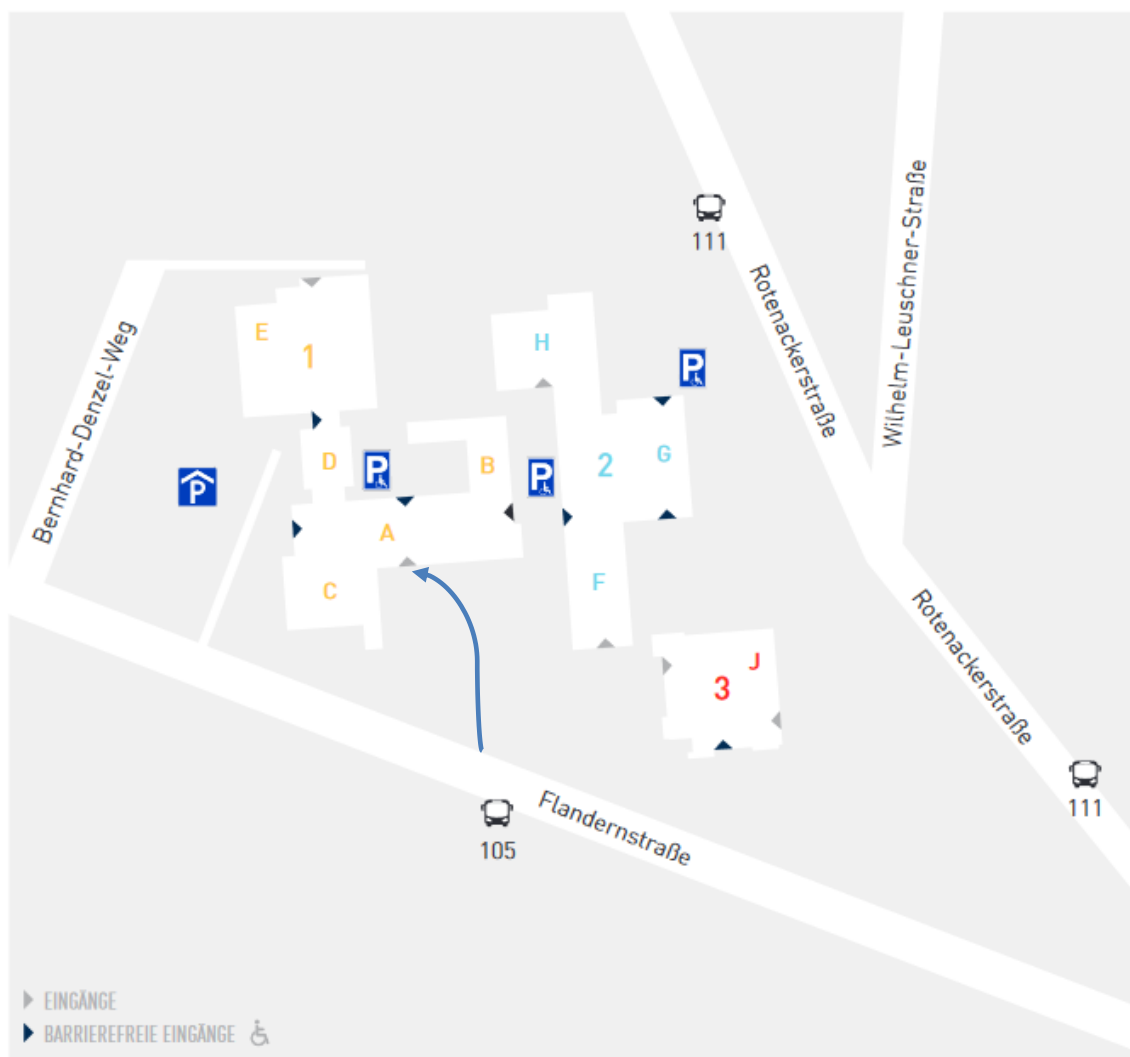 111
Rotenackerstraße
Wilhelm-Leuschner-Straße
Bernhard-Denzel-Weg
E
1
H
P
D
P
B
P
2
G
P
A
C
F
J
3
Rotenackerstraße
111
105
Flandernstraße
EINGÄNGE
BARRIEREFREIE EINGÄNGE